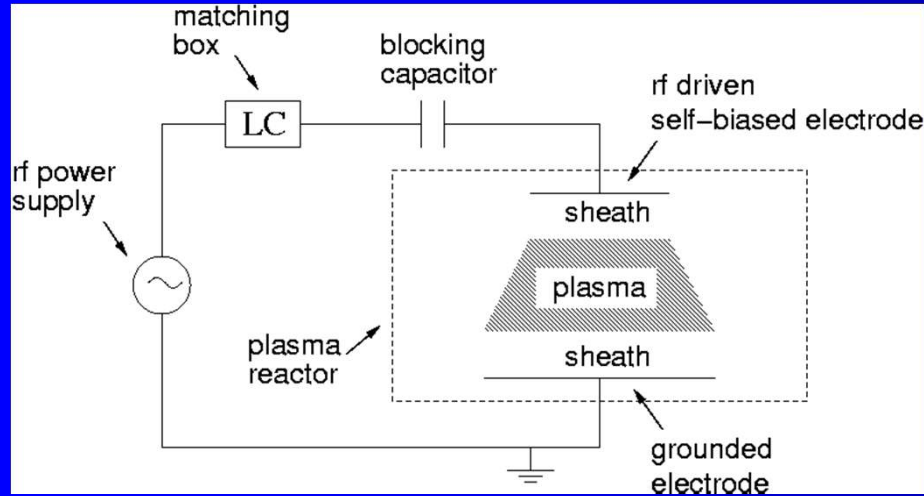 matching
box
blocking
capacitor
LC
rf driven
self–biased electrode
rf power
supply
sheath
plasma
plasma
reactor
sheath
grounded
electrode